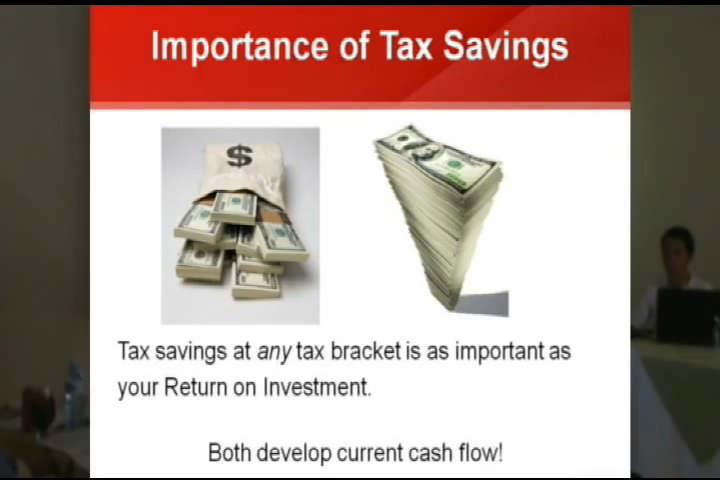 Importance of Tax Savings
$
Tax savings at any tax bracket is as important as
your Return on Investment.
Both develop current cash flow!